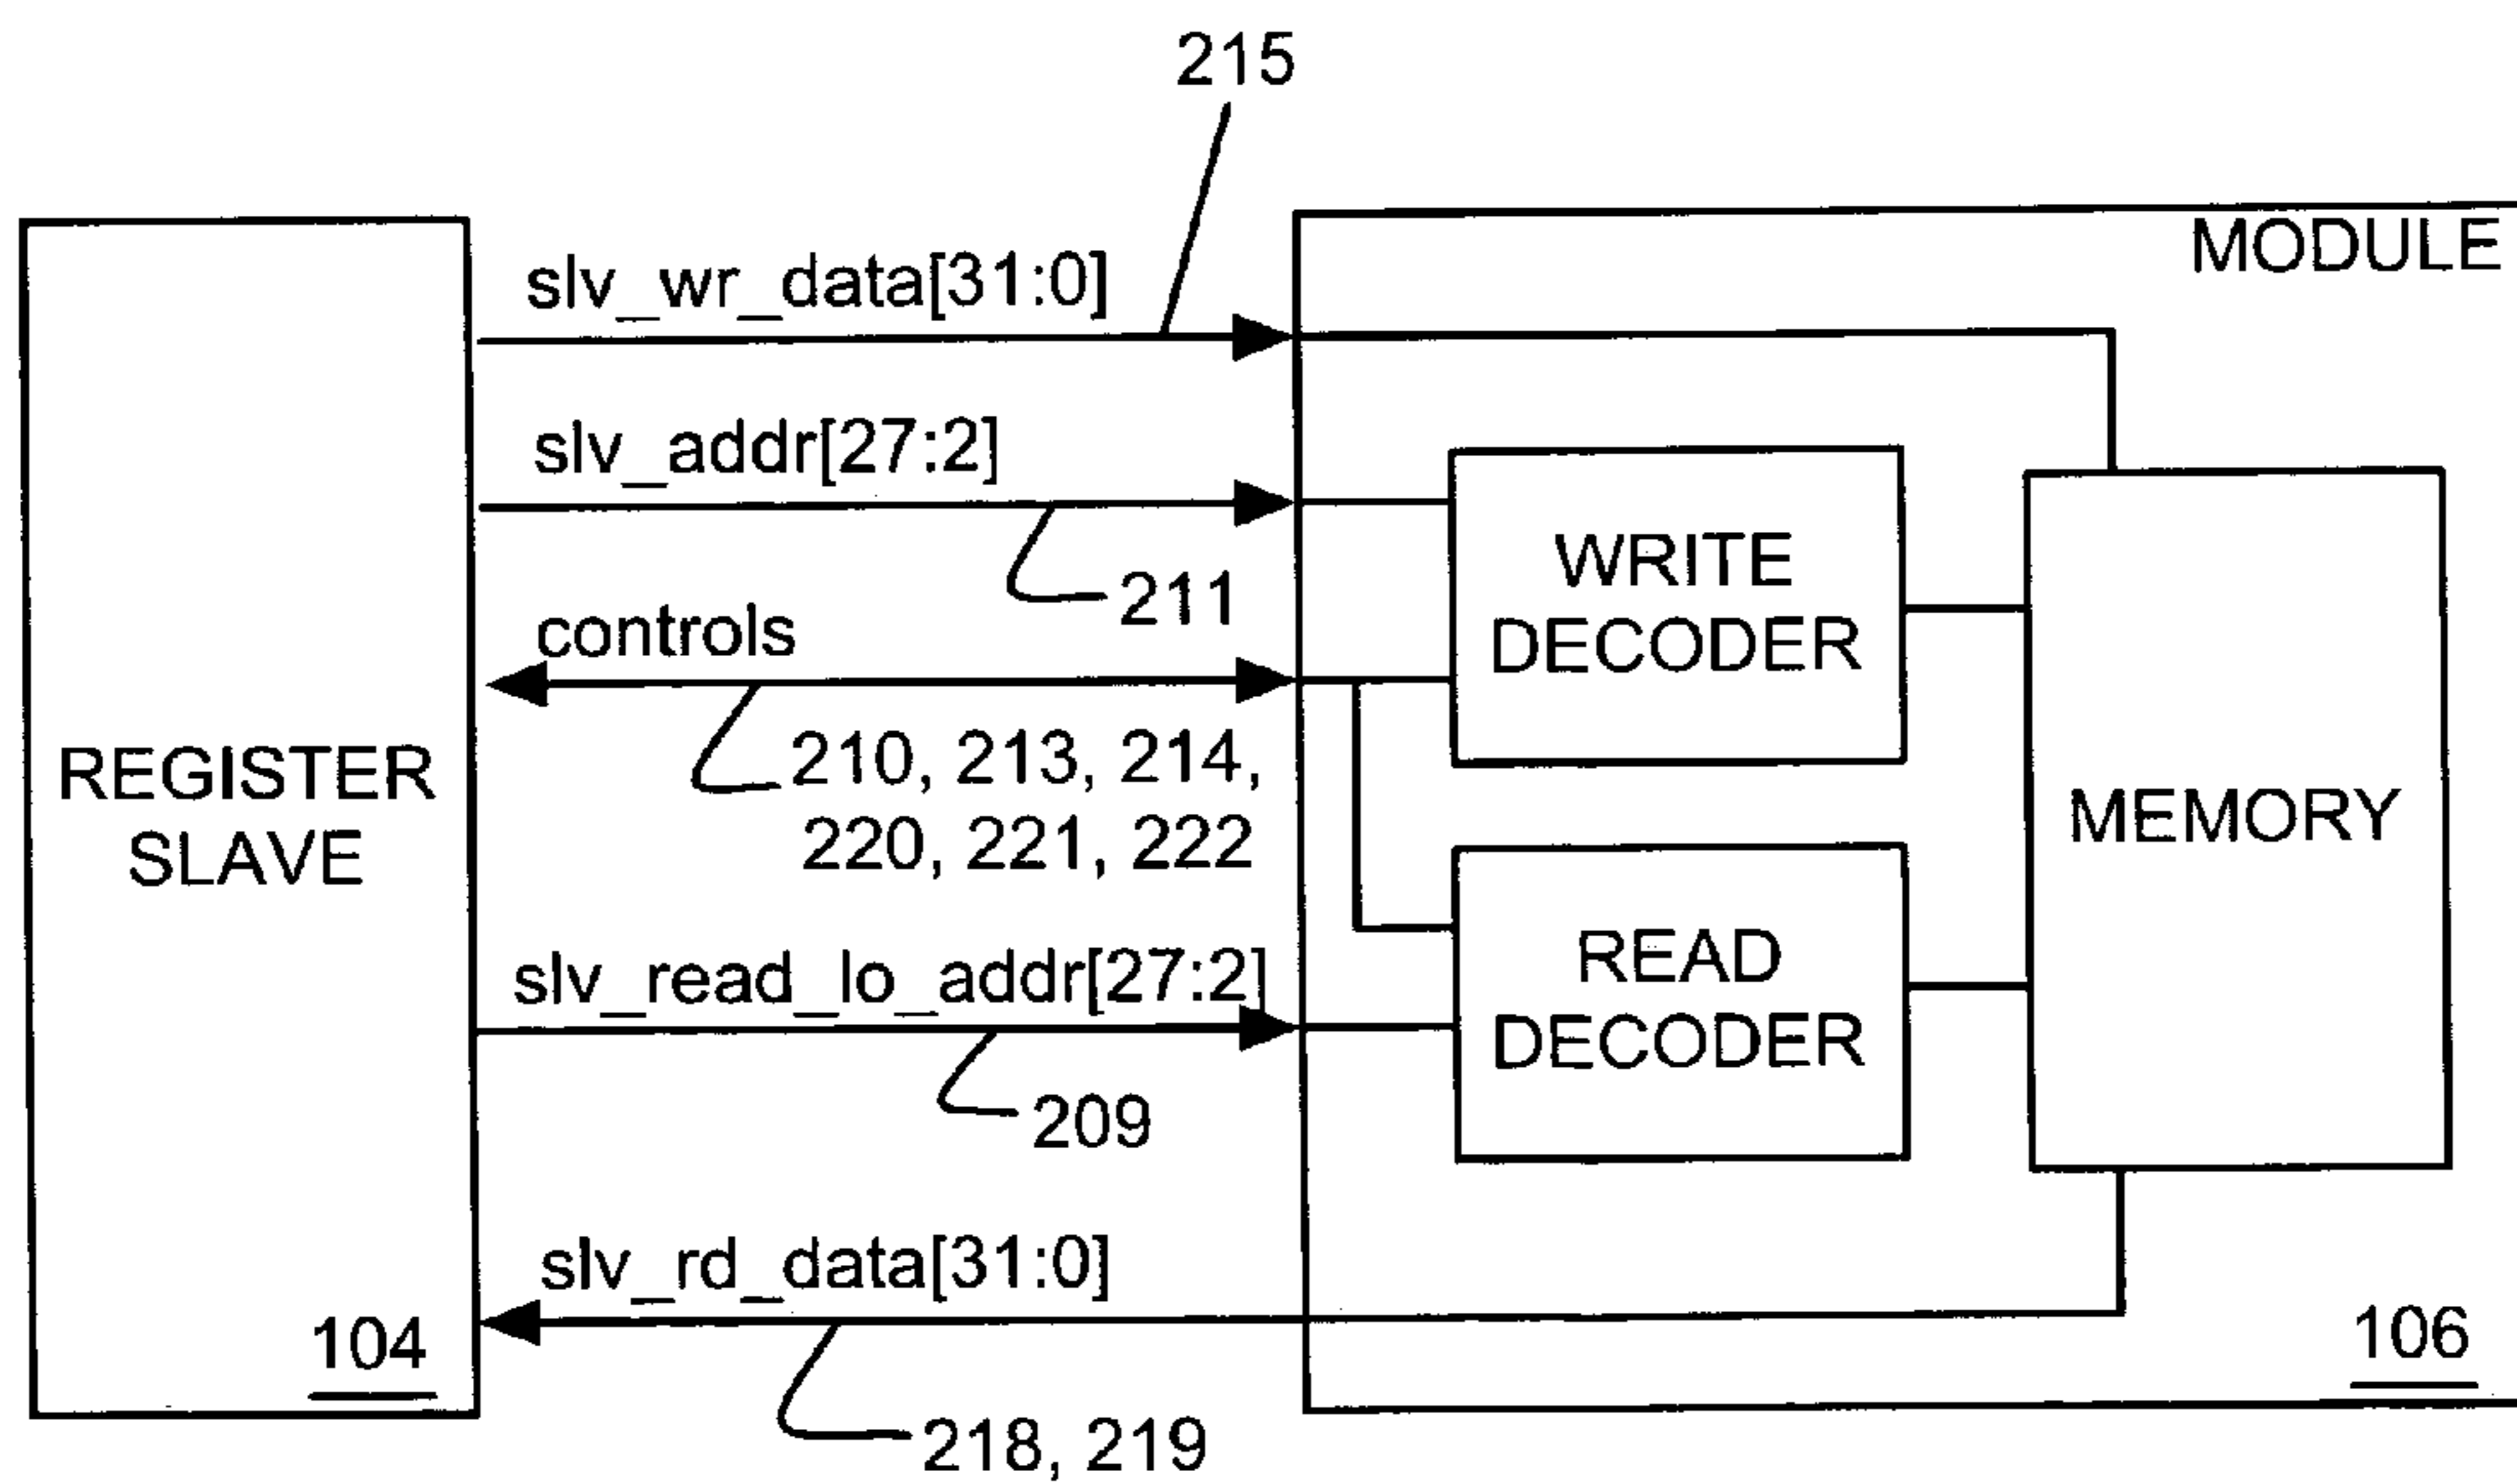 215
MODULE
slv_wr_data[31:0]
slv_addr[27:2]
211
controls
210, 213, 214,
220, 221, 222
REGISTER
SLAVE
WRITE
DECODER
MEMORY
READ
DECODER
slv_read_lo_addr[27:2]
209
slv_rd_data[31:0]
104
106
218, 219